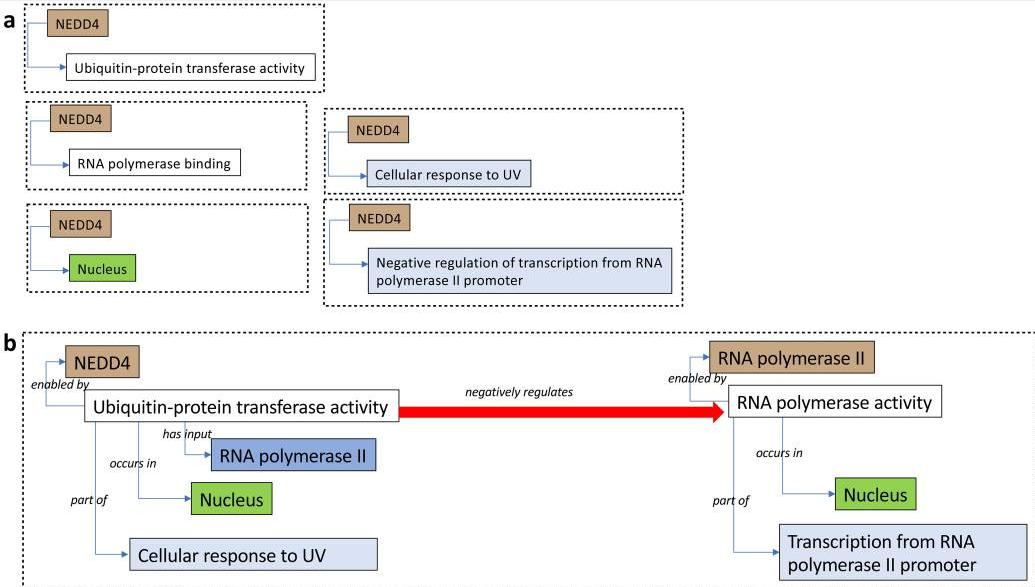 a
NEDD4
Ubiquitin-protein transferase activity
NEDD4
RNA polymerase binding
NEDD4
Cellular response to UV
NEDD4
Nucleus
NEDD4
Negative regulation of transcription from RNA
polymerase II promoter
b
NEDD4
enabled by
Ubiquitin-protein transferase activity
has input
RNA polymerase II
occurs in
Nucleus
part of
Cellular response to UV
negatively regulates
RNA polymerase II
enabled by
RNA polymerase activity
occurs in
Nucleus
part of
Transcription from RNA
polymerase II promoter